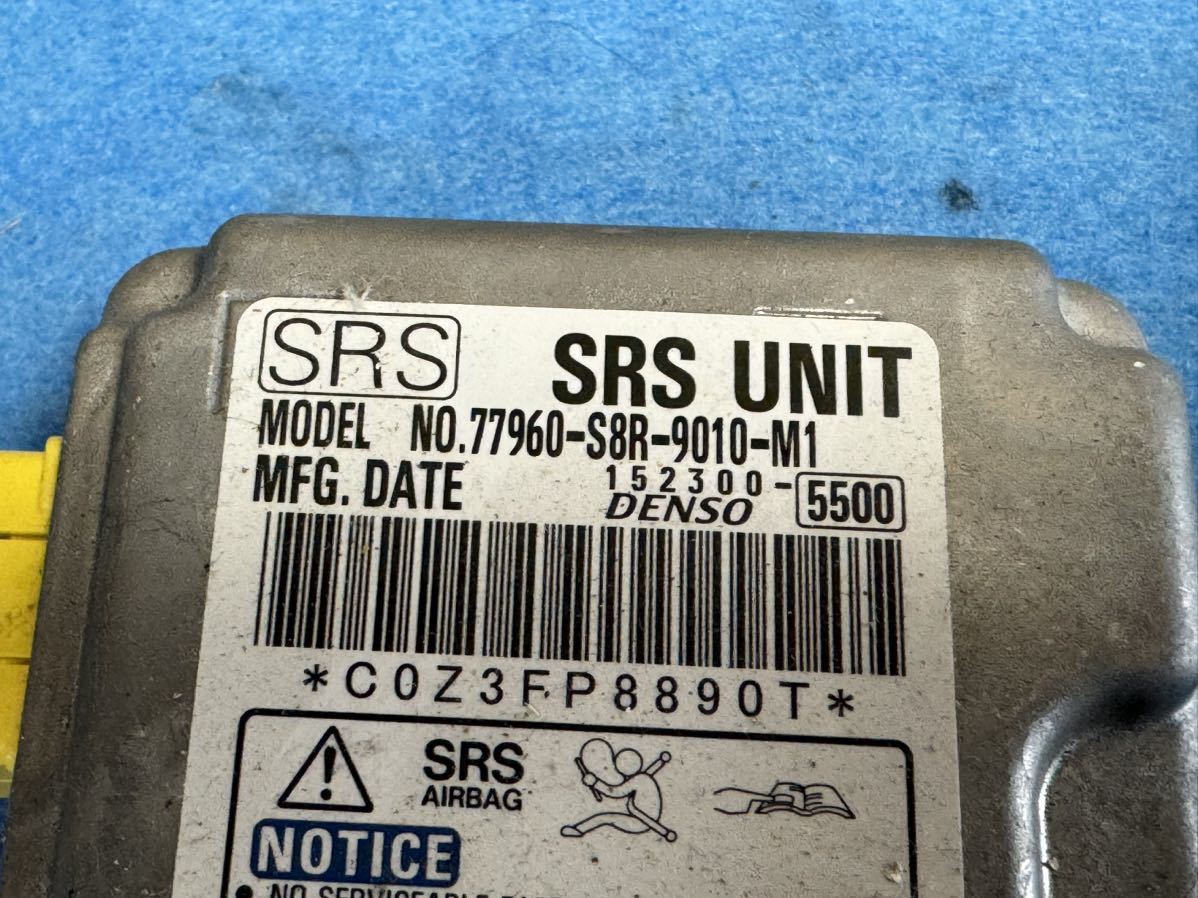 SRS SRS UNIT
MODEL NO.77960-S8R-9010-M1
MFG. DATE 152300-5500
DENSO
*C0Z3FP8890T*
SRS
AIRBAG
NOTICE